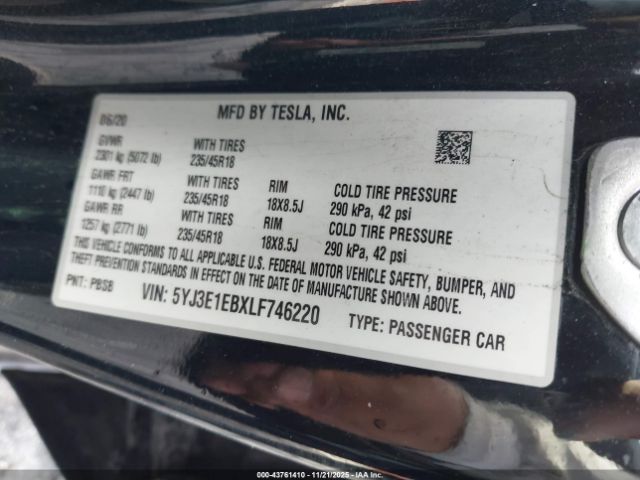 06/20 MFD BY TESLA, INC.
GVWR WITH TIRES
2301 kg (5072 lb) 235/45R18
GAWR FRT WITH TIRES RIM COLD TIRE PRESSURE
1110 kg (2447 lb) 235/45R18 18X8.5J 290 kPa, 42 psi
GAWR RR WITH TIRES RIM COLD TIRE PRESSURE
1257 kg (2771 lb) 235/45R18 18X8.5J 290 kPa, 42 psi
THIS VEHICLE CONFORMS TO ALL APPLICABLE U.S. FEDERAL MOTOR VEHICLE SAFETY, BUMPER, AND
THEFT PREVENTION STANDARDS IN EFFECT ON THE DATE OF MANUFACTURE SHOWN ABOVE.
PNT: PBSB VIN: 5YJ3E1EBXLF746220 TYPE: PASSENGER CAR
000-43761410 - 11/21/2025 - IAAI.COM